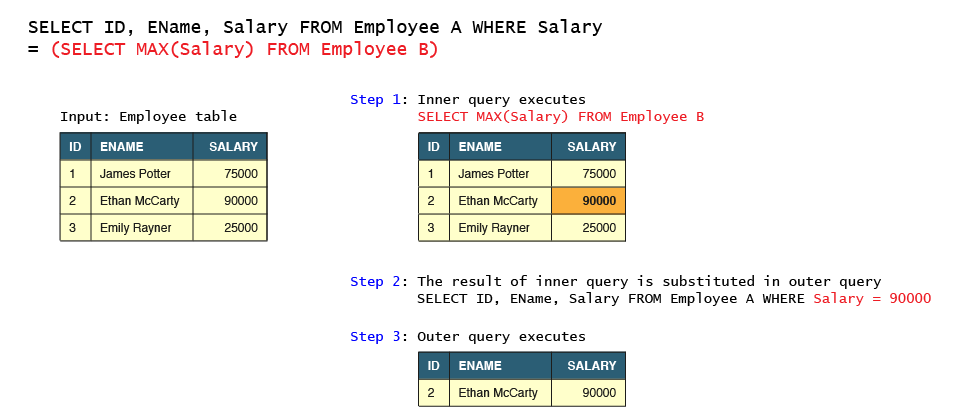 SELECT ID, EName, Salary FROM Employee A WHERE Salary
= (SELECT MAX(Salary) FROM Employee B)
Input: Employee table
ID ENAME SALARY
1 James Potter 75000
2 Ethan McCarty 90000
3 Emily Rayner 25000
Step 1: Inner query executes
SELECT MAX(Salary) FROM Employee B
ID ENAME SALARY
1 James Potter 75000
2 Ethan McCarty 90000
3 Emily Rayner 25000
Step 2: The result of inner query is substituted in outer query
SELECT ID, EName, Salary FROM Employee A WHERE Salary = 90000
Step 3: Outer query executes
ID ENAME SALARY
2 Ethan McCarty 90000